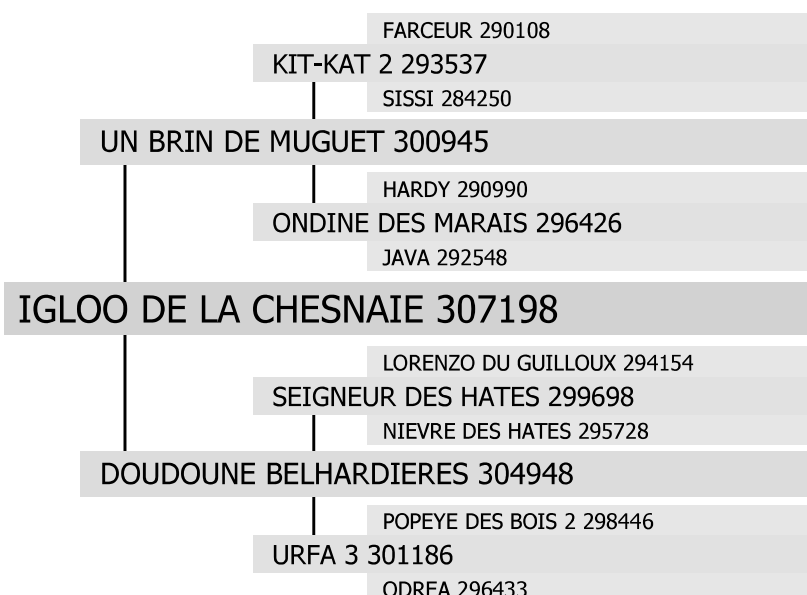 FARCEUR 290108
KIT-KAT 2 293537
SISSI 284250
UN BRIN DE MUGUET 300945
HARDY 290990
ONDINE DES MARAIS 296426
JAVA 292548
IGLOO DE LA CHESNAIE 307198
LORENZO DU GUILLOUX 294154
SEIGNEUR DES HATES 299698
NIEVRE DES HATES 295728
DOUDOUNE BELHARDIERES 304948
POPEYE DES BOIS 2 298446
URFA 3 301186
ODREA 296433